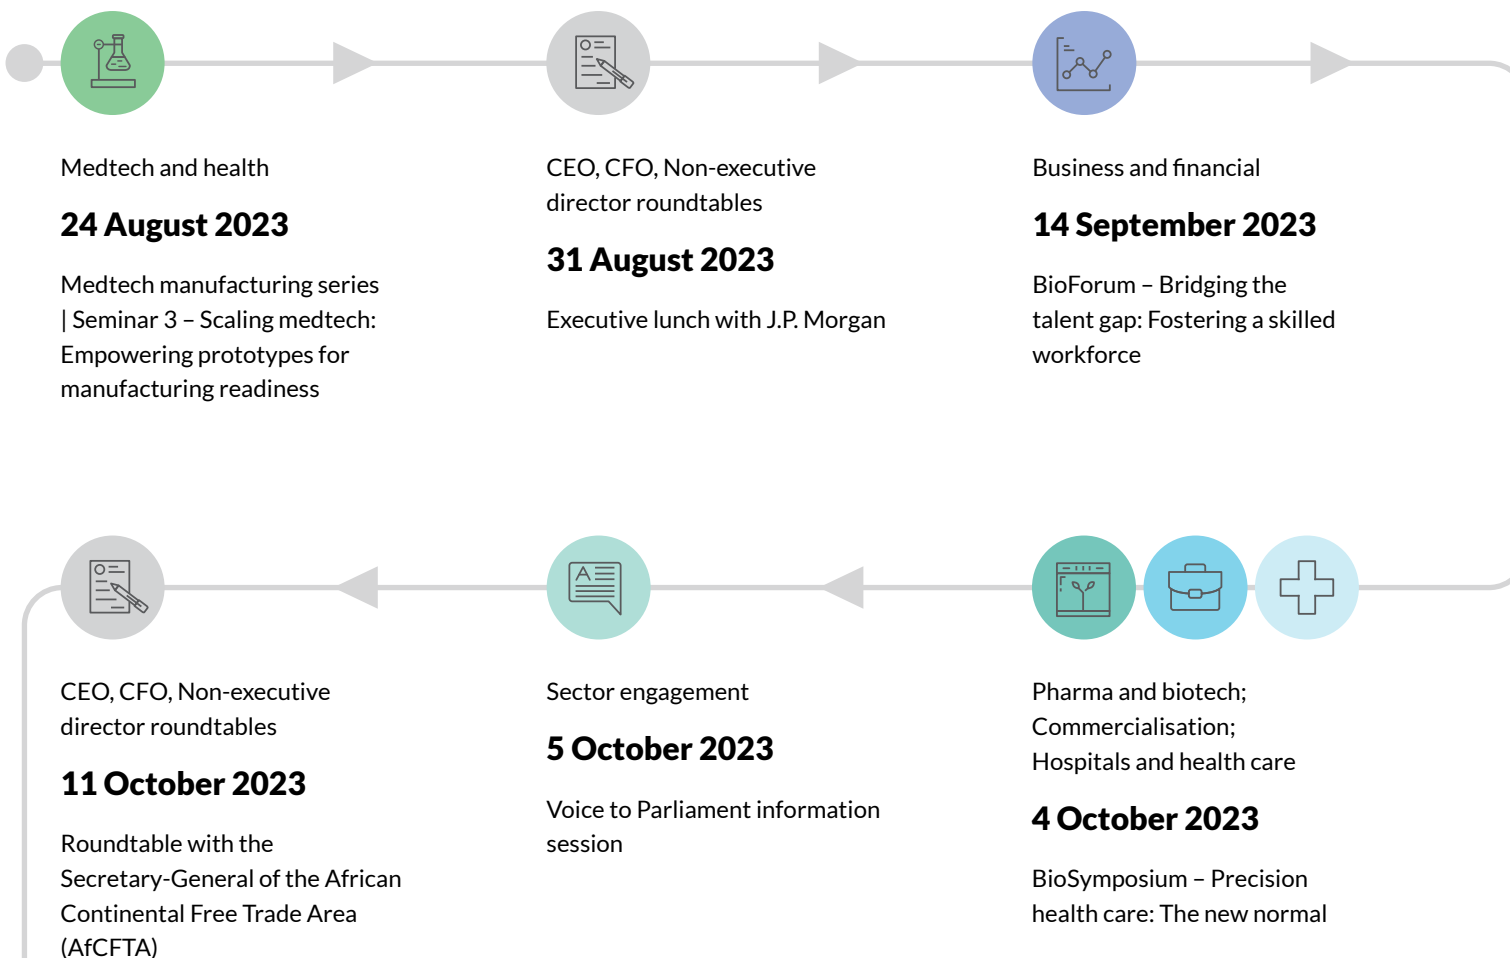 Medtech and health
24 August 2023
Medtech manufacturing series
| Seminar 3 – Scaling medtech:
Empowering prototypes for
manufacturing readiness
CEO, CFO, Non-executive
director roundtables
31 August 2023
Executive lunch with J.P. Morgan
Business and financial
14 September 2023
BioForum – Bridging the
talent gap: Fostering a skilled
workforce
Pharma and biotech;
Commercialisation;
Hospitals and health care
4 October 2023
BioSymposium – Precision
health care: The new normal
Sector engagement
5 October 2023
Voice to Parliament information
session
CEO, CFO, Non-executive
director roundtables
11 October 2023
Roundtable with the
Secretary-General of the African
Continental Free Trade Area
(AfCFTA)